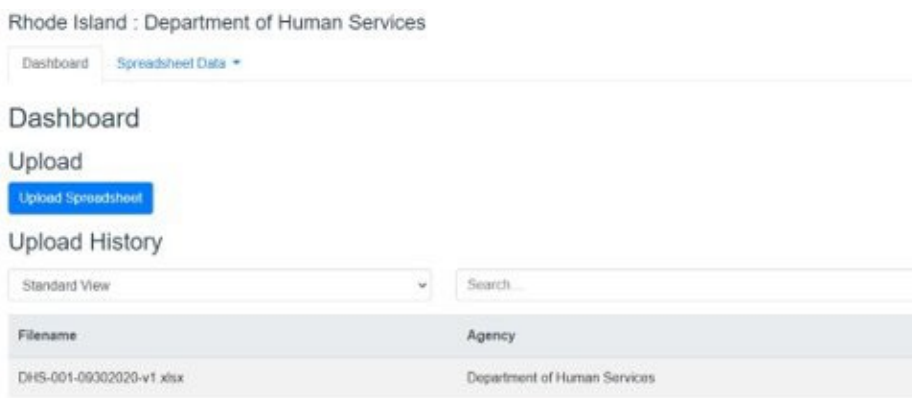 Rhode Island : Department of Human Services
Dashboard Spreadsheet Data
Dashboard
Upload
Upload Spreadsheet
Upload History
Standard View Search...
Filename Agency
DHS-001-09302020-v1.xlsx Department of Human Services